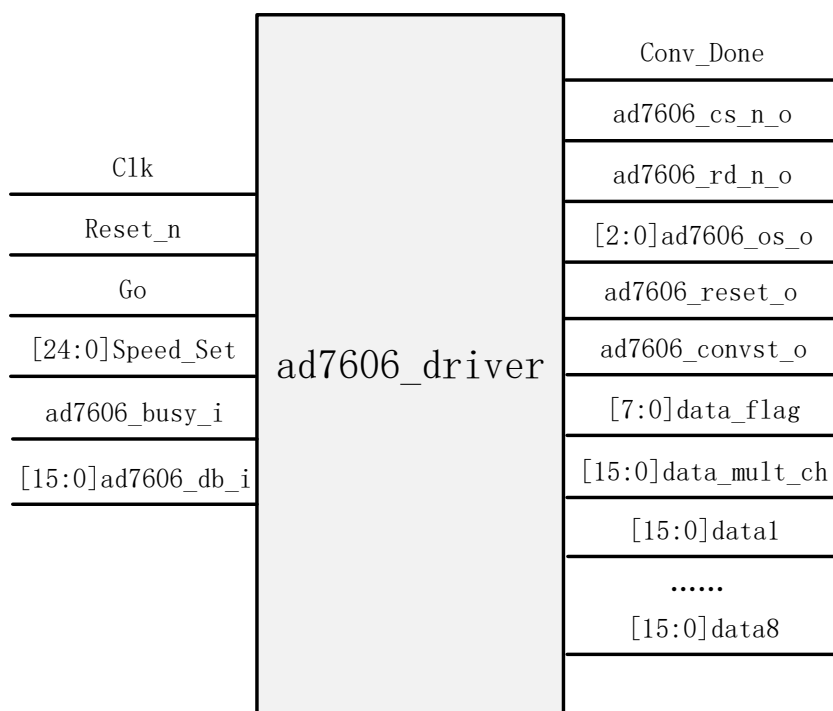 Clk
Reset_n
Go
[24:0]Speed_Set
ad7606_busy_i
[15:0]ad7606_db_i
ad7606_driver
Conv_Done
ad7606_cs_n_o
ad7606_rd_n_o
[2:0]ad7606_os_o
ad7606_reset_o
ad7606_convst_o
[7:0]data_flag
[15:0]data_mult_ch
[15:0]data1
……
[15:0]data8